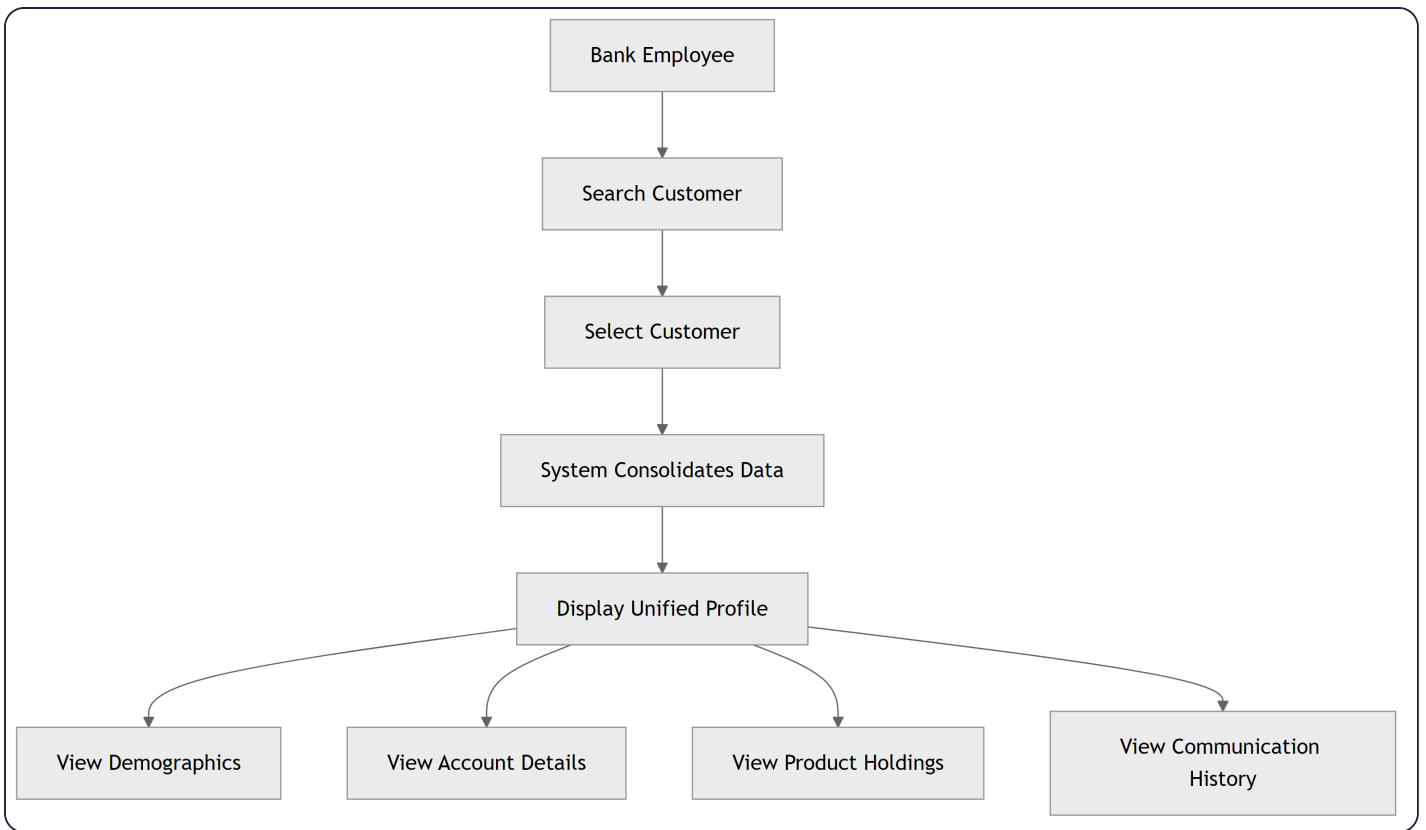 Bank Employee
Search Customer
Select Customer
System Consolidates Data
Display Unified Profile
View Demographics
View Account Details
View Product Holdings
View Communication
History